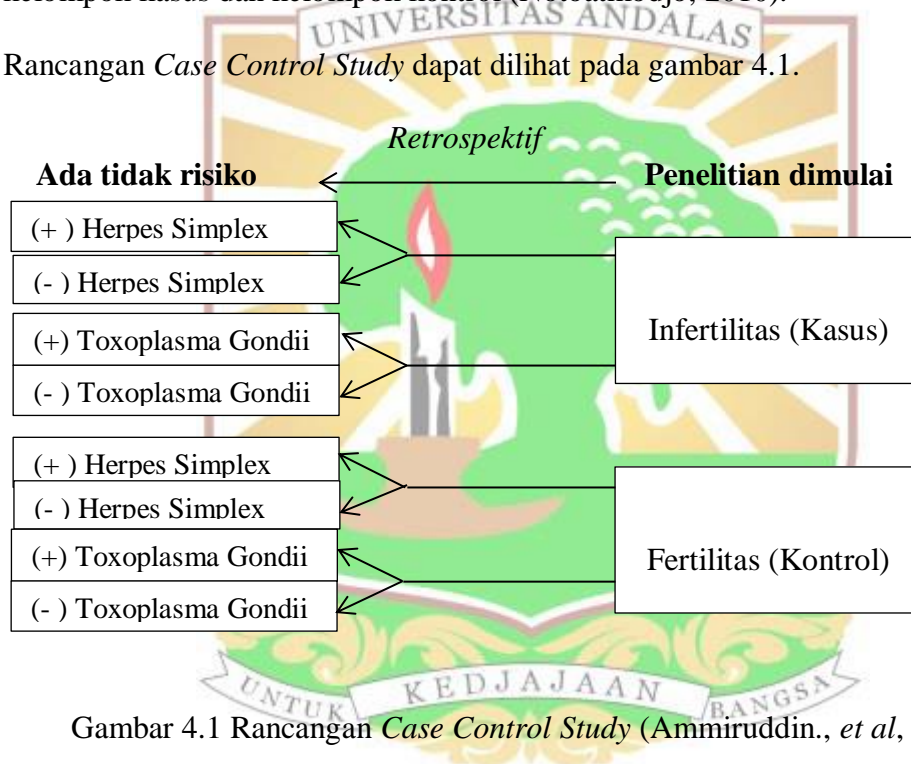 kelompok kasus dan kelompok kontrol (Notoatmodjo, 2010).
UNIVERSITAS ANDALAS
Rancangan Case Control Study dapat dilihat pada gambar 4.1.
Retrospektif
Ada tidak risiko
Penelitian dimulai
(+ ) Herpes Simplex
(- ) Herpes Simplex
(+) Toxoplasma Gondii
(- ) Toxoplasma Gondii
Infertilitas (Kasus)
(+ ) Herpes Simplex
(- ) Herpes Simplex
(+) Toxoplasma Gondii
(- ) Toxoplasma Gondii
Fertilitas (Kontrol)
UNTUK KEDJAJAAN BANGSA
Gambar 4.1 Rancangan Case Control Study (Ammiruddin., et al,